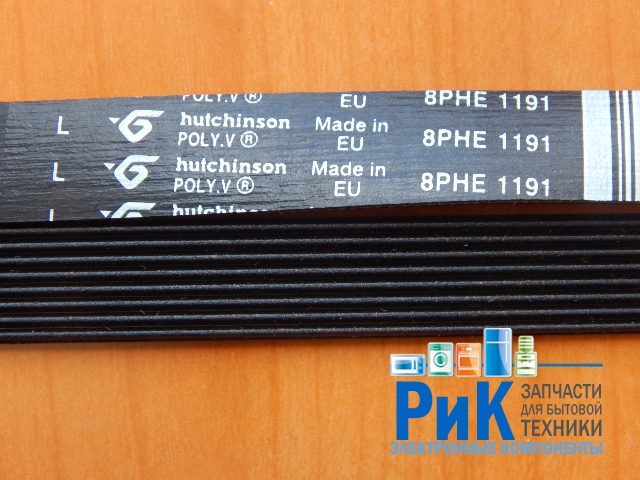 POLY.V ® EU 8PHE 1191
L hutchinson Made in 8PHE 1191
POLY.V ® EU
L hutchinson Made in 8PHE 1191
POLY.V ® EU
L hutchinson
РиК ЗАПЧАСТИ
ДЛЯ БЫТОВОЙ
ТЕХНИКИ
ЭЛЕКТРОННЫЕ КОМПОНЕНТЫ